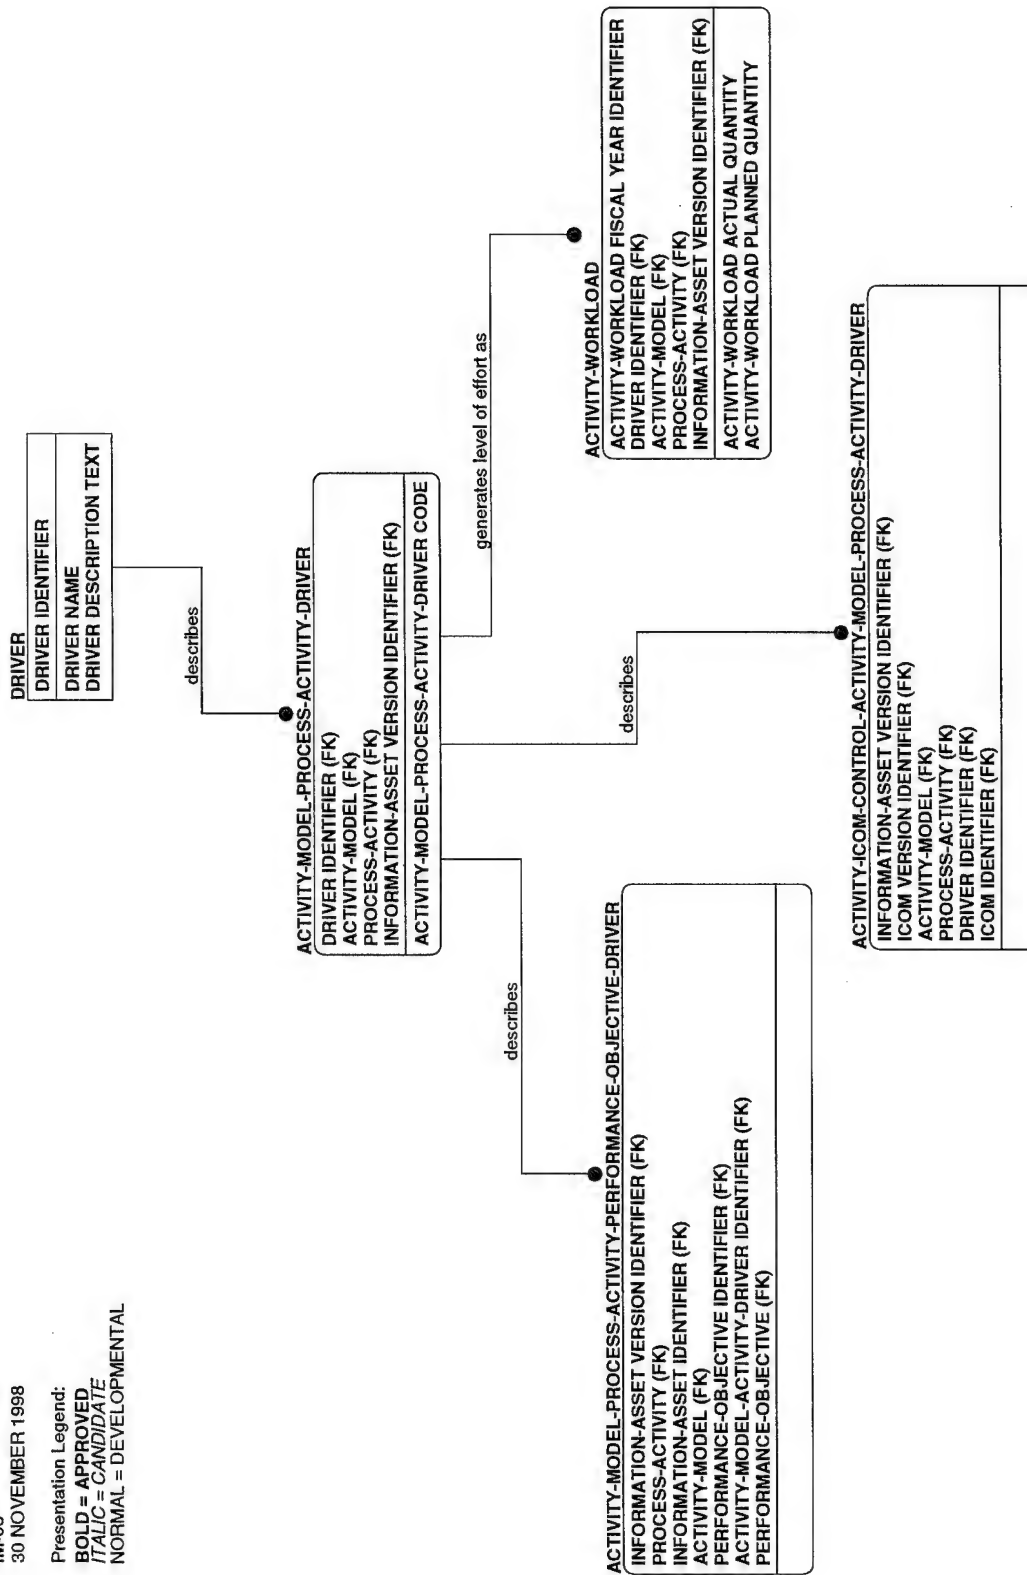 30 NOVEMBER 1998
Presentation Legend:
BOLD = APPROVED
ITALIC = CANDIDATE
NORMAL = DEVELOPMENTAL
DRIVER
DRIVER IDENTIFIER
DRIVER NAME
DRIVER DESCRIPTION TEXT
describes
ACTIVITY-MODEL-PROCESS-ACTIVITY-DRIVER
DRIVER IDENTIFIER (FK)
ACTIVITY-MODEL (FK)
PROCESS-ACTIVITY (FK)
INFORMATION-ASSET VERSION IDENTIFIER (FK)
ACTIVITY-MODEL-PROCESS-ACTIVITY-DRIVER CODE
describes
describes
generates level of effort as
ACTIVITY-MODEL-PROCESS-ACTIVITY-PERFORMANCE-OBJECTIVE-DRIVER
INFORMATION-ASSET VERSION IDENTIFIER (FK)
PROCESS-ACTIVITY (FK)
INFORMATION-ASSET IDENTIFIER (FK)
ACTIVITY-MODEL (FK)
PERFORMANCE-OBJECTIVE IDENTIFIER (FK)
ACTIVITY-MODEL-ACTIVITY-DRIVER IDENTIFIER (FK)
PERFORMANCE-OBJECTIVE (FK)
ACTIVITY-WORKLOAD
ACTIVITY-WORKLOAD FISCAL YEAR IDENTIFIER
DRIVER IDENTIFIER (FK)
ACTIVITY-MODEL (FK)
PROCESS-ACTIVITY (FK)
INFORMATION-ASSET VERSION IDENTIFIER (FK)
ACTIVITY-WORKLOAD ACTUAL QUANTITY
ACTIVITY-WORKLOAD PLANNED QUANTITY
ACTIVITY-ICOM-CONTROL-ACTIVITY-MODEL-PROCESS-ACTIVITY-DRIVER
INFORMATION-ASSET VERSION IDENTIFIER (FK)
ICOM VERSION IDENTIFIER (FK)
ACTIVITY-MODEL (FK)
PROCESS-ACTIVITY (FK)
DRIVER IDENTIFIER (FK)
ICOM IDENTIFIER (FK)